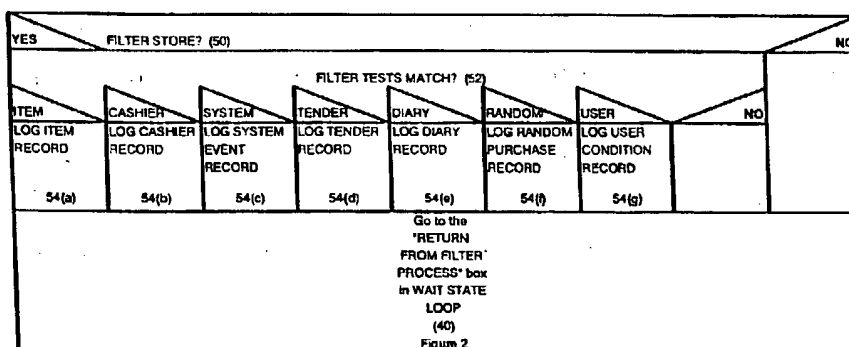 YES FILTER STORE? (50) NO
FILTER TESTS MATCH? (52)
ITEM CASHIER SYSTEM TENDER DIARY RANDOM USER NO
LOG ITEM LOG CASHIER LOG SYSTEM LOG TENDER LOG DIARY LOG RANDOM LOG USER
RECORD RECORD EVENT RECORD RECORD PURCHASE CONDITION
RECORD RECORD RECORD
54(a) 54(b) 54(c) 54(d) 54(e) 54(f) 54(g)
Go to the
"RETURN
FROM FILTER
PROCESS" box
in WAIT STATE
LOOP
(40)
Figure 2